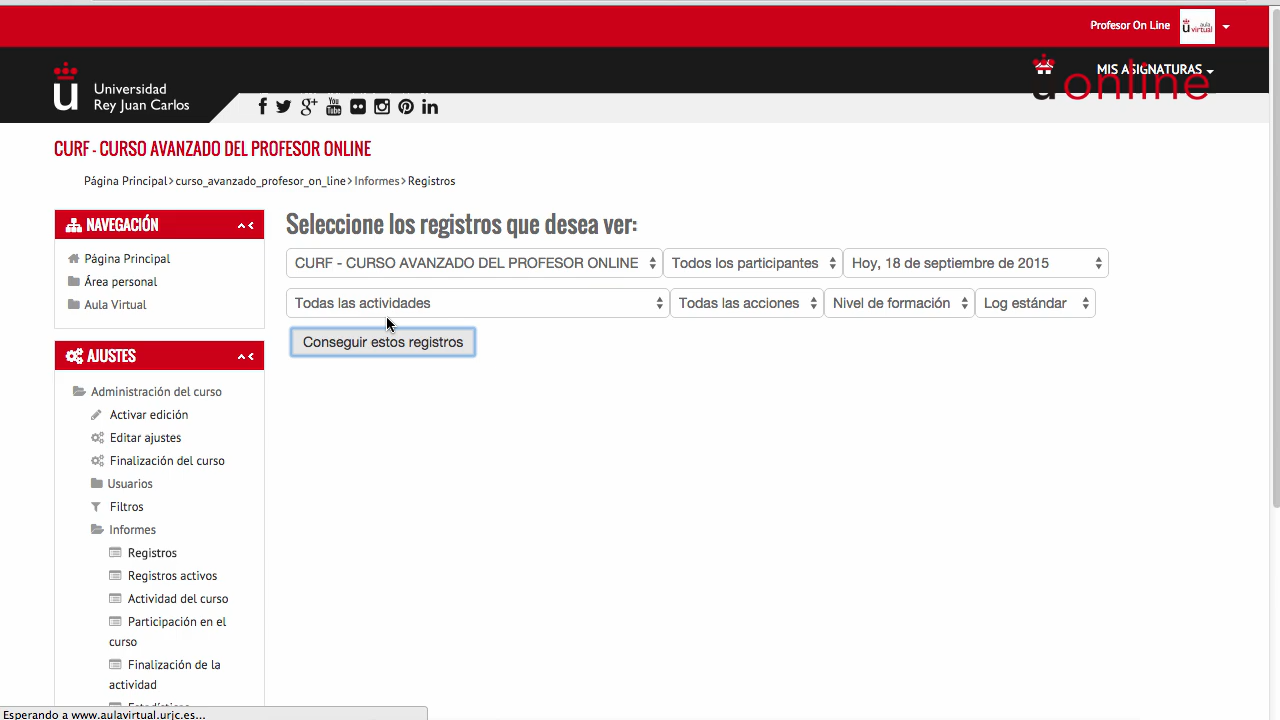 Profesor On Line
aula
virtual
MIS ASIGNATURAS
online
Universidad
Rey Juan Carlos
CURF - CURSO AVANZADO DEL PROFESOR ONLINE
Página Principal > curso_avanzado_profesor_on_line > Informes > Registros
NAVEGACIÓN
Página Principal
Área personal
Aula Virtual
AJUSTES
Administración del curso
Activar edición
Editar ajustes
Finalización del curso
Usuarios
Filtros
Informes
Registros
Registros activos
Actividad del curso
Participación en el
curso
Finalización de la
actividad
Seleccione los registros que desea ver:
CURF - CURSO AVANZADO DEL PROFESOR ONLINE Todos los participantes Hoy, 18 de septiembre de 2015
Todas las actividades Todas las acciones Nivel de formación Log estándar
Conseguir estos registros
Esperando a www.aulavirtual.urjc.es...